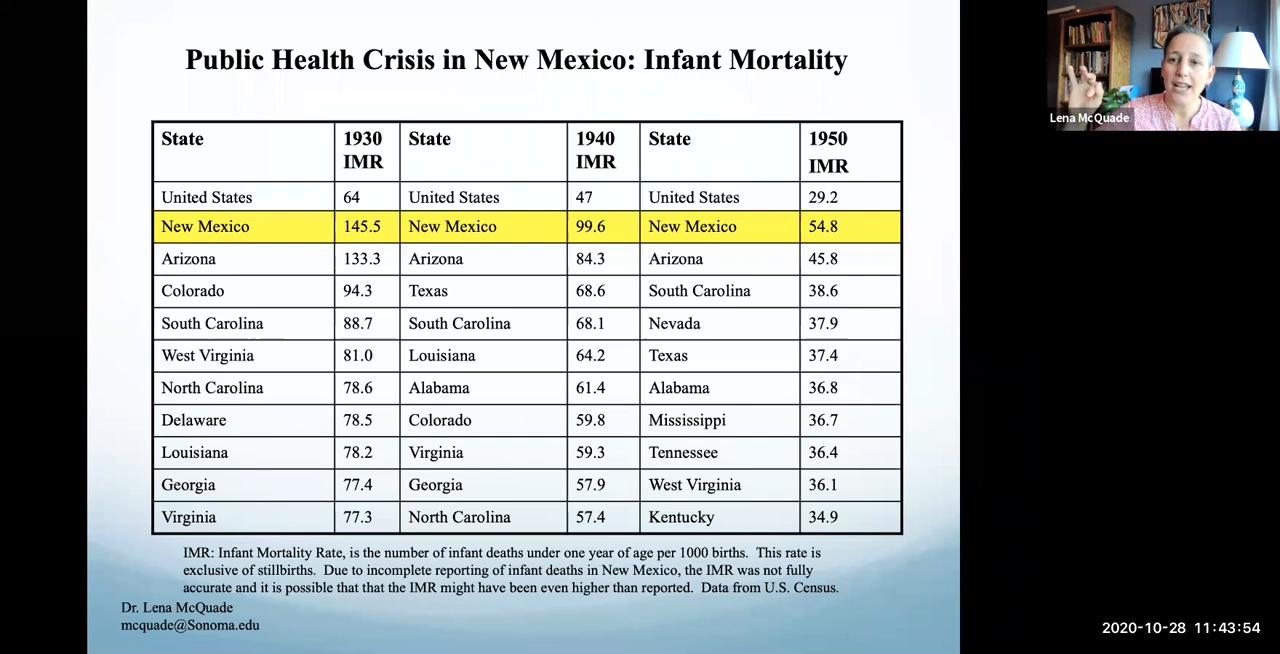 Public Health Crisis in New Mexico: Infant Mortality
State 1930 IMR State 1940 IMR State 1950 IMR
United States 64 United States 47 United States 29.2
New Mexico 145.5 New Mexico 99.6 New Mexico 54.8
Arizona 133.3 Arizona 84.3 Arizona 45.8
Colorado 94.3 Texas 68.6 South Carolina 38.6
South Carolina 88.7 South Carolina 68.1 Nevada 37.9
West Virginia 81.0 Louisiana 64.2 Texas 37.4
North Carolina 78.6 Alabama 61.4 Alabama 36.8
Delaware 78.5 Colorado 59.8 Mississippi 36.7
Louisiana 78.2 Virginia 59.3 Tennessee 36.4
Georgia 77.4 Georgia 57.9 West Virginia 36.1
Virginia 77.3 North Carolina 57.4 Kentucky 34.9
IMR: Infant Mortality Rate, is the number of infant deaths under one year of age per 1000 births. This rate is
exclusive of stillbirths. Due to incomplete reporting of infant deaths in New Mexico, the IMR was not fully
accurate and it is possible that that the IMR might have been even higher than reported. Data from U.S. Census.
Dr. Lena McQuade
mcquade@Sonoma.edu
Lena McQuade
2020-10-28 11:43:54